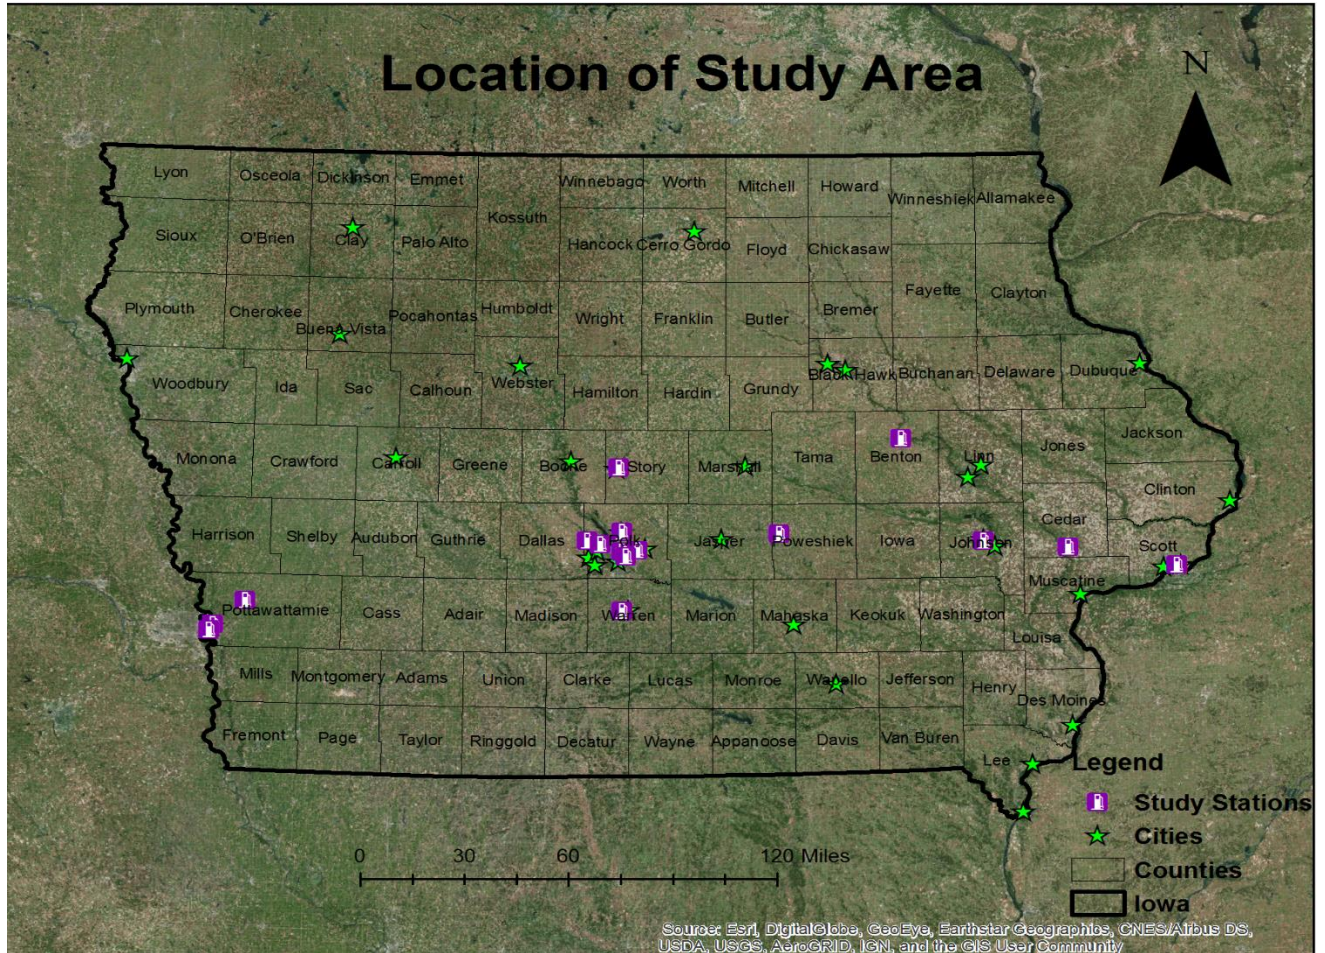 Location of Study Area
N
Lyon
Osceola
Dickinson
Emmet
Winnebago
Worth
Mitchell
Howard
Winneshiek
Allamakee
Kossuth
Sioux
O'Brien
Clay
Palo Alto
Hancock
Cerro Gordo
Floyd
Chickasaw
Plymouth
Cherokee
Buena Vista
Pocahontas
Humboldt
Wright
Franklin
Butler
Bremer
Fayette
Clayton
Woodbury
Ida
Sac
Calhoun
Webster
Hamilton
Hardin
Grundy
Black Hawk
Buchanan
Delaware
Dubuque
Monona
Crawford
Carroll
Greene
Boone
Story
Marshall
Tama
Benton
Linn
Jones
Jackson
Clinton
Harrison
Shelby
Audubon
Guthrie
Dallas
Polk
Jasper
Poweshiek
Iowa
Johnson
Cedar
Scott
Muscatine
Pottawattamie
Cass
Adair
Madison
Warren
Marion
Mahaska
Keokuk
Washington
Louisa
Mills
Montgomery
Adams
Union
Clarke
Lucas
Monroe
Wapello
Jefferson
Henry
Des Moines
Fremont
Page
Taylor
Ringgold
Decatur
Wayne
Appanoose
Davis
Van Buren
Lee
Legend
Study Stations
Cities
Counties
Iowa
0 30 60 120 Miles
Source: Esri, DigitalGlobe, GeoEye, Earthstar Geographics, CNES/Airbus DS,
USDA, USGS, AeroGRID, IGN, and the GIS User Community